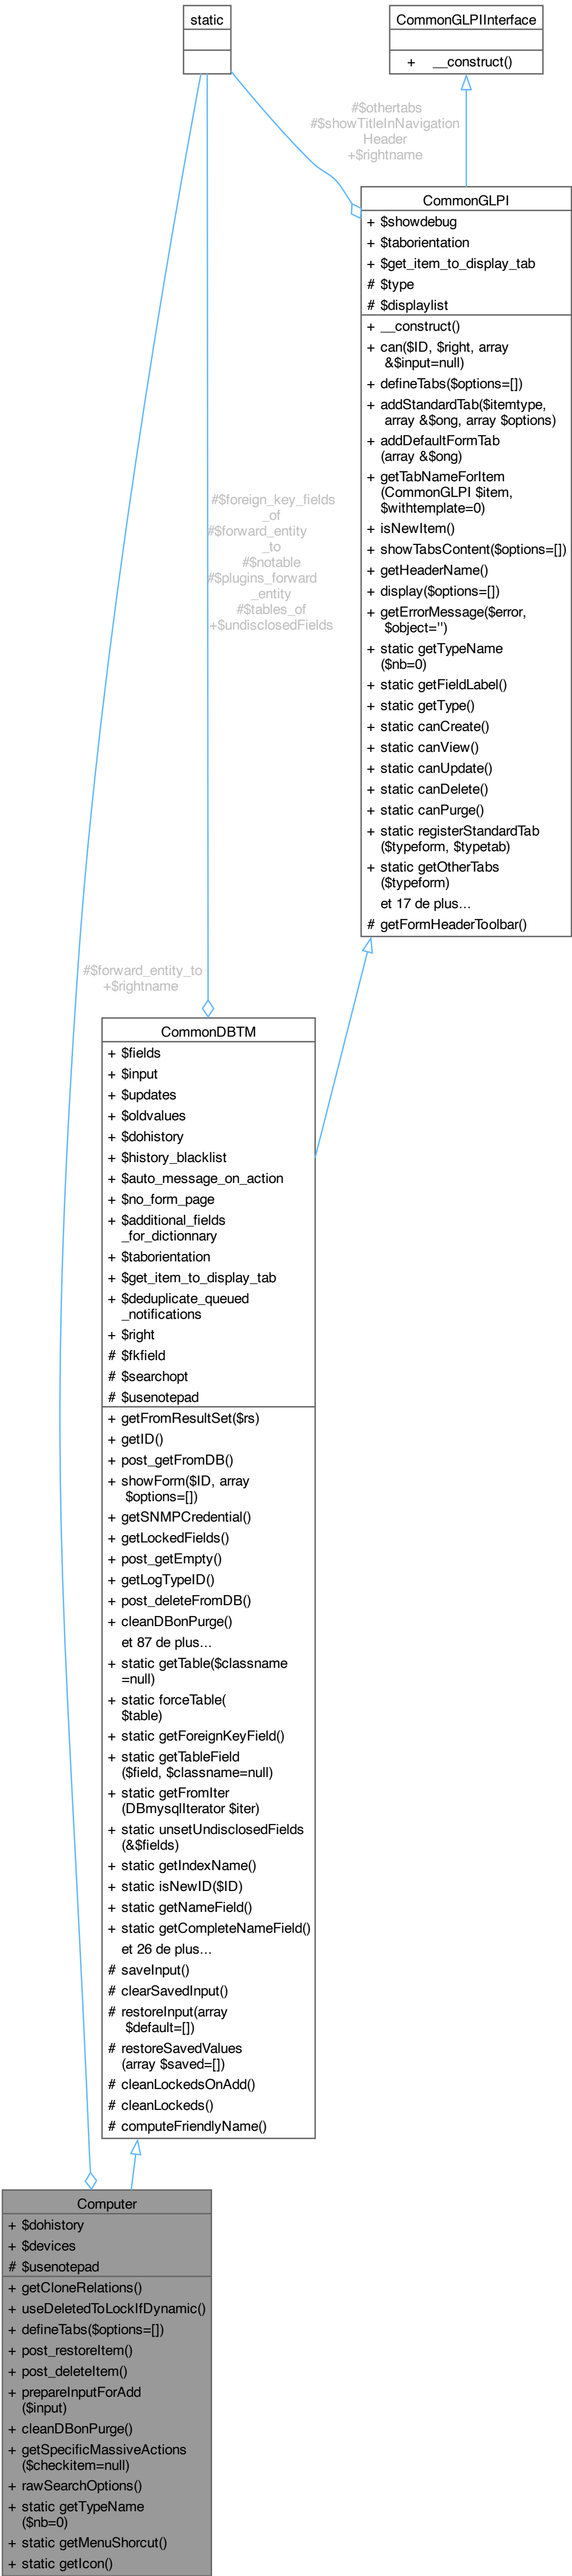 static
CommonGLPIInterface
+ __construct()
#$othertabs
#$showTitleInNavigation
Header
+$rightname
CommonGLPI
+ $showdebug
+ $taborientation
+ $get_item_to_display_tab
# $type
# $displaylist
+ __construct()
+ can($ID, $right, array
&$input=null)
+ defineTabs($options=[])
+ addStandardTab($itemtype,
array &$ong, array $options)
+ addDefaultFormTab
(array &$ong)
+ getTabNameForItem
(CommonGLPI $item,
$withtemplate=0)
+ isNewItem()
+ showTabsContent($options=[])
+ getHeaderName()
+ display($options=[])
+ getErrorMessage($error,
$object='')
+ static getTypeName
($nb=0)
+ static getFieldLabel()
+ static getType()
+ static canCreate()
+ static canView()
+ static canUpdate()
+ static canDelete()
+ static canPurge()
+ static registerStandardTab
($typeform, $typetab)
+ static getOtherTabs
($typeform)
et 17 de plus...
# getFormHeaderToolbar()
#$foreign_key_fields
_of
#$forward_entity
_to
#$notable
#$plugins_forward
_entity
#$tables_of
+$undisclosedFields
#$forward_entity_to
+$rightname
CommonDBTM
+ $fields
+ $input
+ $updates
+ $oldvalues
+ $dohistory
+ $history_blacklist
+ $auto_message_on_action
+ $no_form_page
+ $additional_fields
_for_dictionnary
+ $taborientation
+ $get_item_to_display_tab
+ $deduplicate_queued
_notifications
+ $right
# $fkfield
# $searchopt
# $usenotepad
+ getFromResultSet($rs)
+ getID()
+ post_getFromDB()
+ showForm($ID, array
$options=[])
+ getSNMPCredential()
+ getLockedFields()
+ post_getEmpty()
+ getLogTypeID()
+ post_deleteFromDB()
+ cleanDBonPurge()
et 87 de plus...
+ static getTable($classname
=null)
+ static forceTable(
$table)
+ static getForeignKeyField()
+ static getTableField
($field, $classname=null)
+ static getFromIter
(DBmysqlIterator $iter)
+ static unsetUndisclosedFields
(&$fields)
+ static getIndexName()
+ static isNewID($ID)
+ static getNameField()
+ static getCompleteNameField()
et 26 de plus...
# saveInput()
# clearSavedInput()
# restoreInput(array
$default=[])
# restoreSavedValues
(array $saved=[])
# cleanLockedsOnAdd()
# cleanLockeds()
# computeFriendlyName()
Computer
+ $dohistory
+ $devices
# $usenotepad
+ getCloneRelations()
+ useDeletedToLockIfDynamic()
+ defineTabs($options=[])
+ post_restoreItem()
+ post_deleteItem()
+ prepareInputForAdd
($input)
+ cleanDBonPurge()
+ getSpecificMassiveActions
($checkitem=null)
+ rawSearchOptions()
+ static getTypeName
($nb=0)
+ static getMenuShorcut()
+ static getIcon()